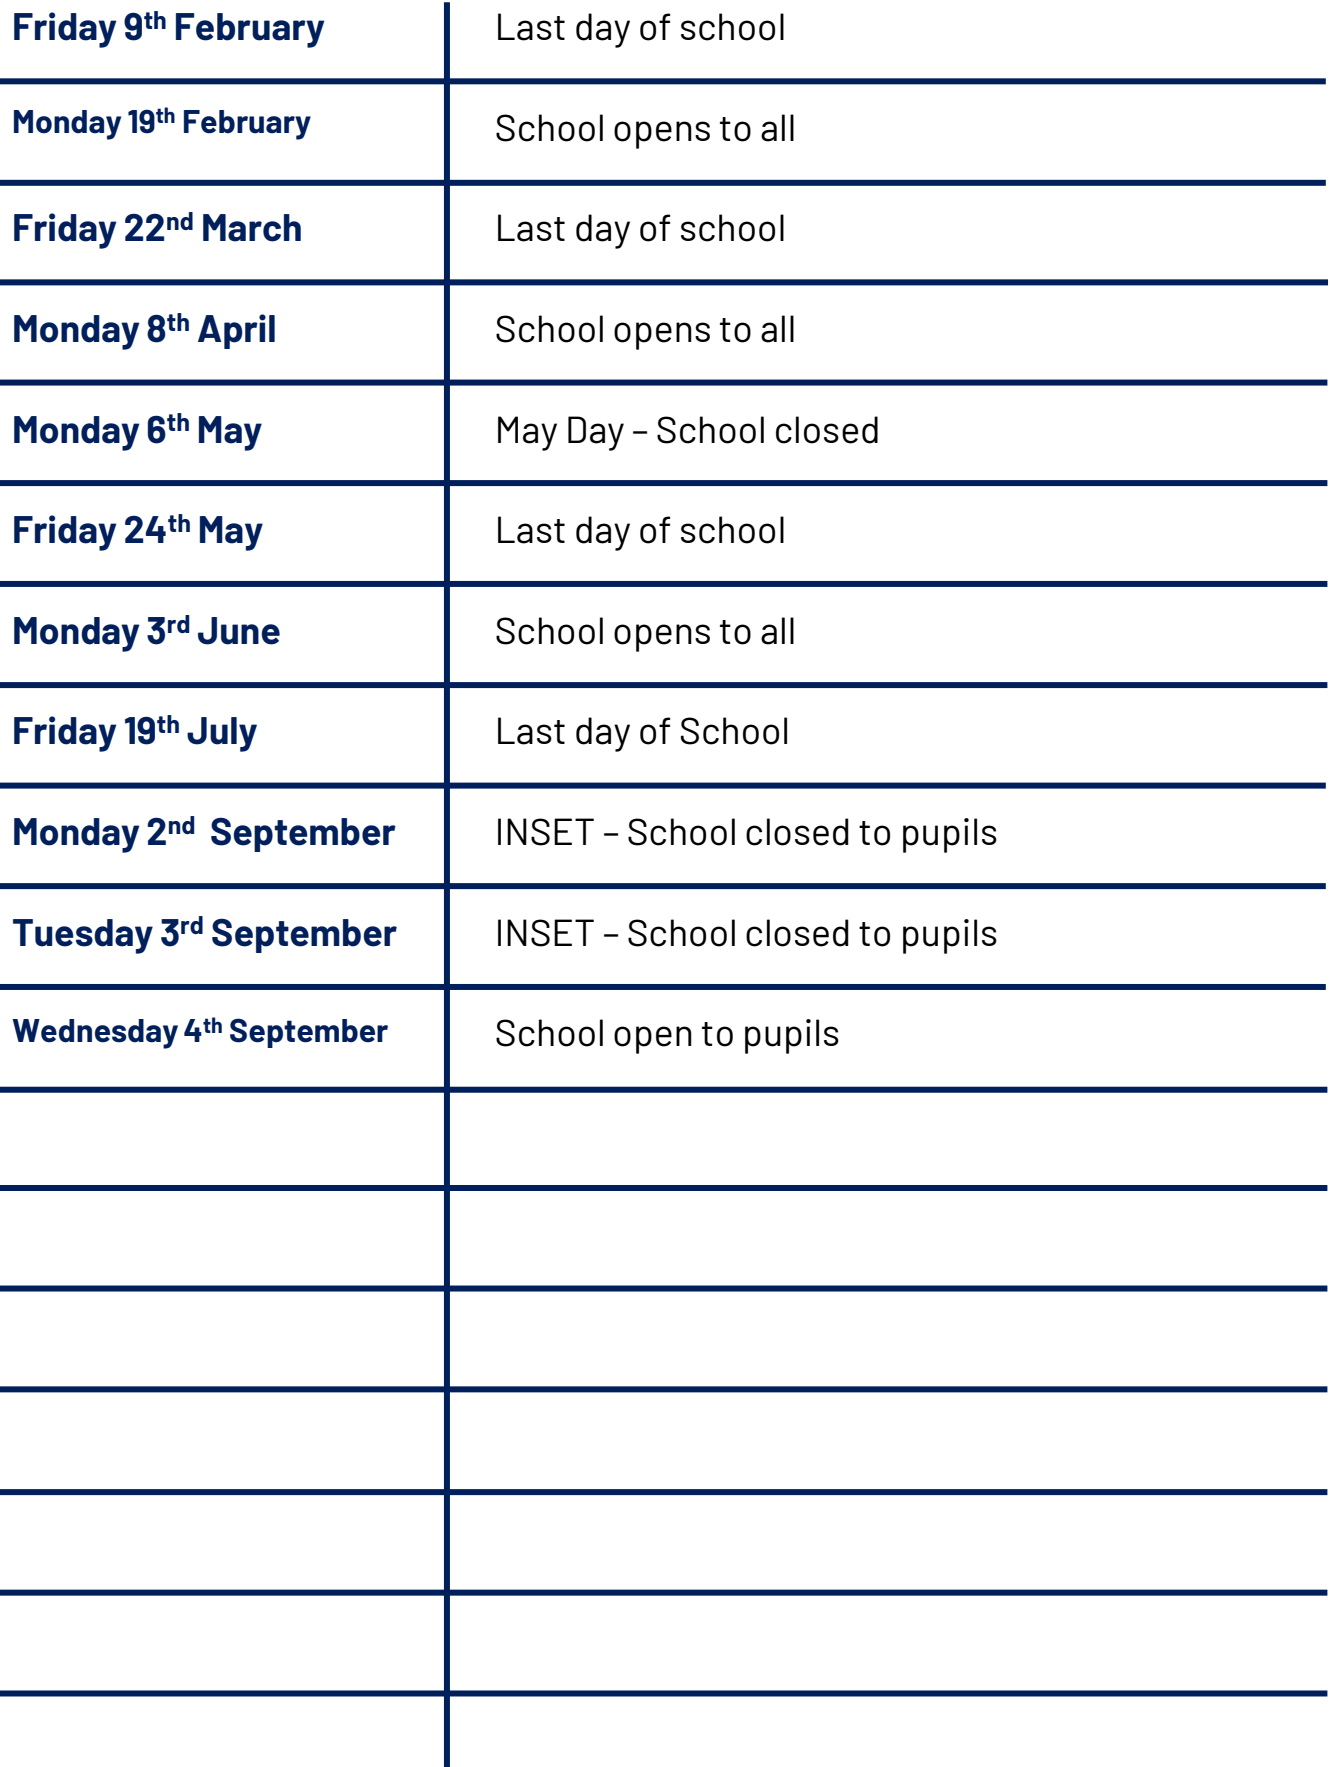 Friday 9th February Last day of school
Monday 19th February School opens to all
Friday 22nd March Last day of school
Monday 8th April School opens to all
Monday 6th May May Day – School closed
Friday 24th May Last day of school
Monday 3rd June School opens to all
Friday 19th July Last day of School
Monday 2nd September INSET – School closed to pupils
Tuesday 3rd September INSET – School closed to pupils
Wednesday 4th September School open to pupils